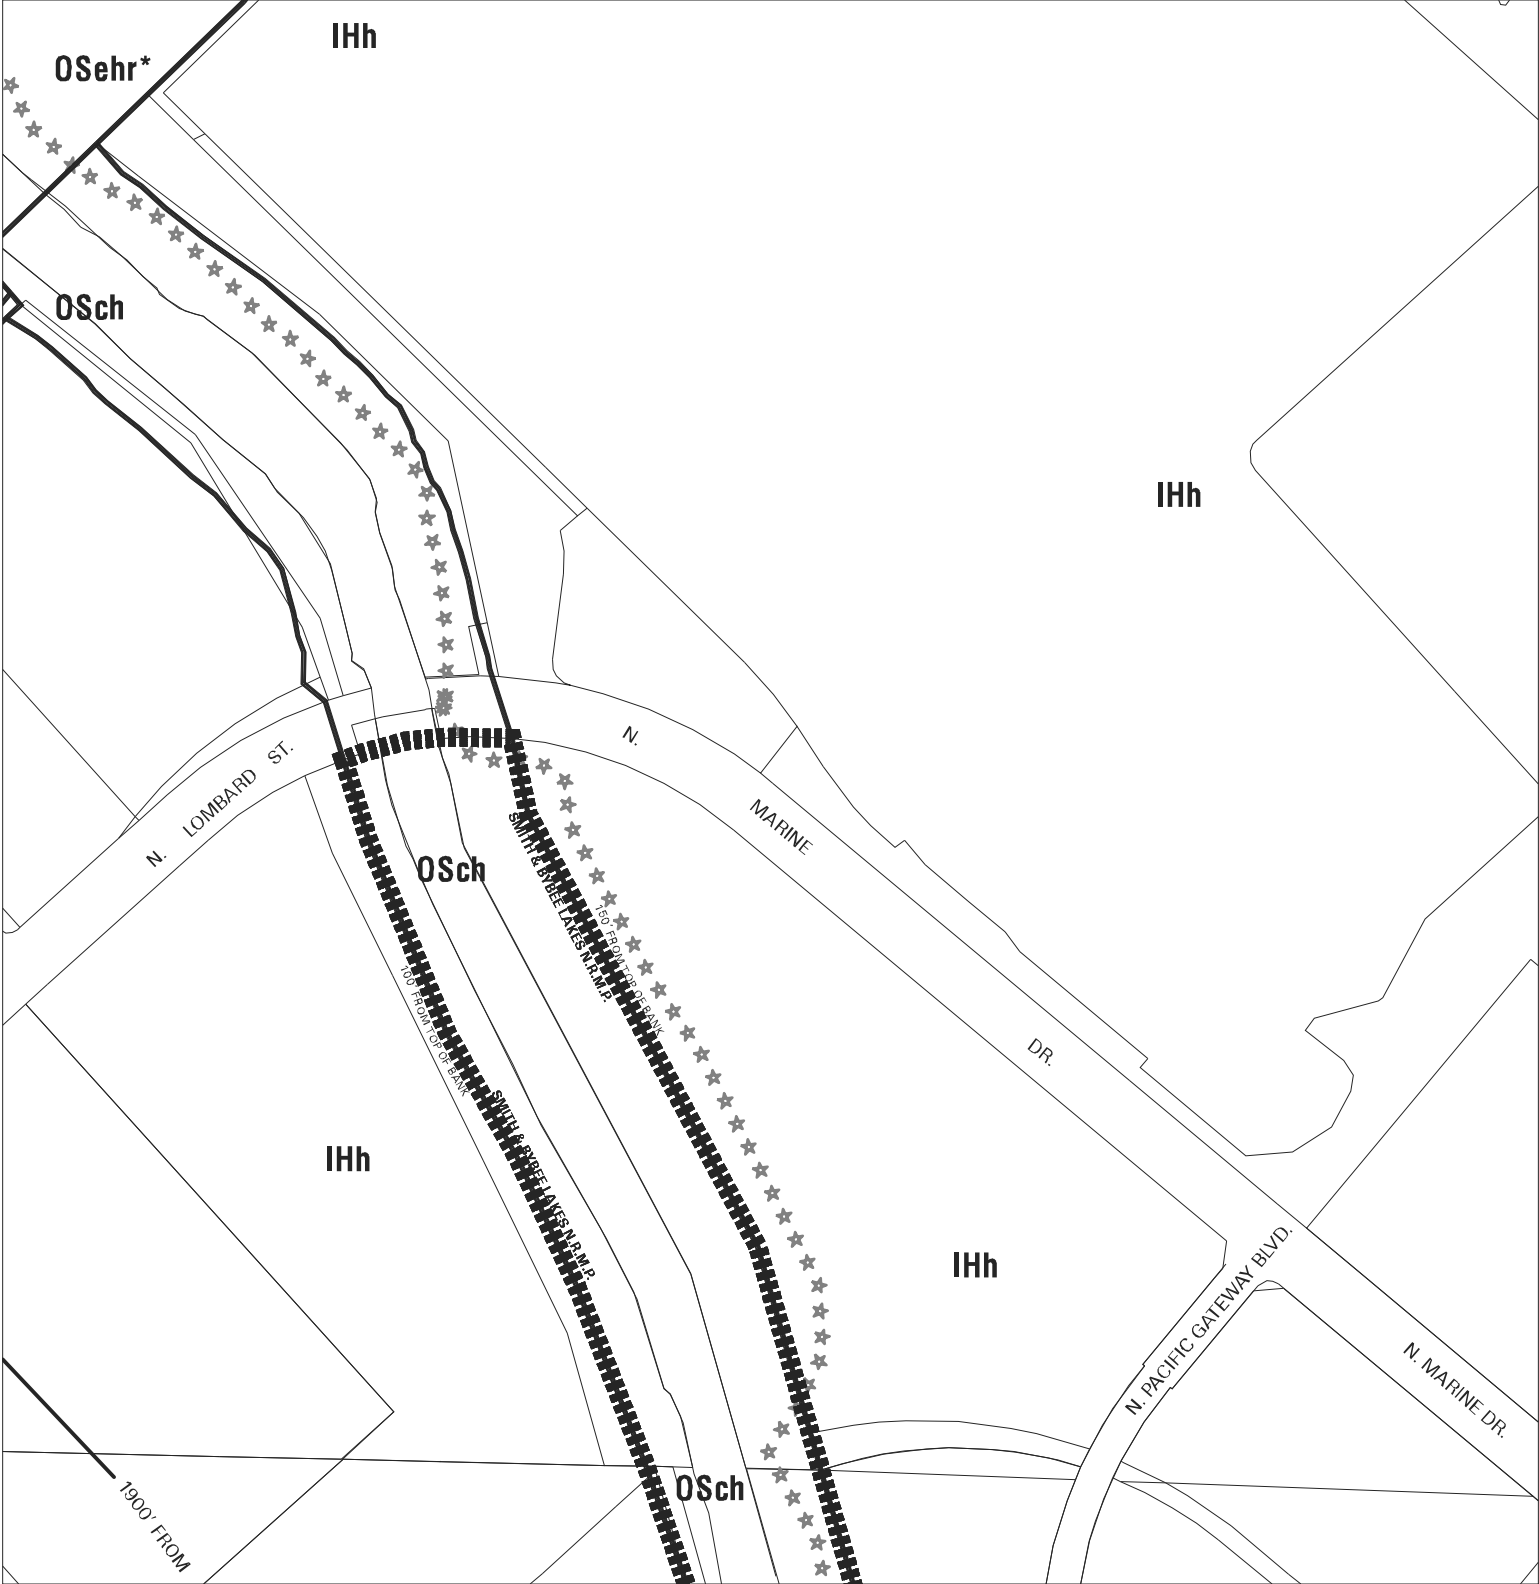 IHh
OSehr*
OSch
IHh
N. LOMBARD ST.
N. MARINE DR.
OSch
SMITH & BYBEE LAKES N.R.M.P.
150' FROM TOP OF BANK
100' FROM TOP OF BANK
SMITH & BYBEE LAKES N.R.M.P.
IHh
IHh
N. PACIFIC GATEWAY BLVD.
N. MARINE DR.
OSch
1900' FROM